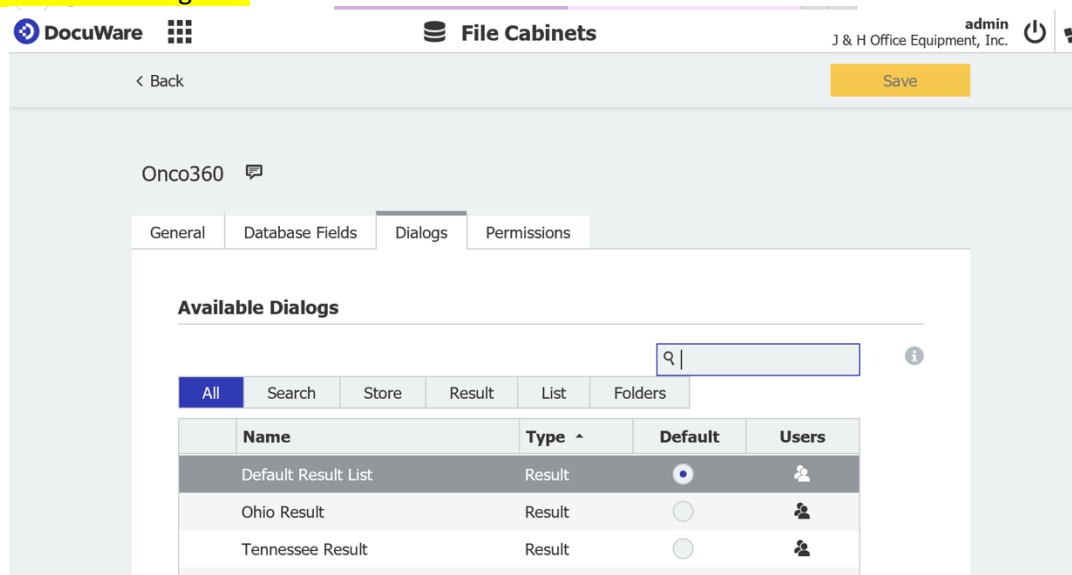 DocuWare
File Cabinets
admin
J & H Office Equipment, Inc.
< Back
Save
Onco360
General
Database Fields
Dialogs
Permissions
Available Dialogs
All
Search
Store
Result
List
Folders
Name Type Default Users
Default Result List Result
Ohio Result Result
Tennessee Result Result